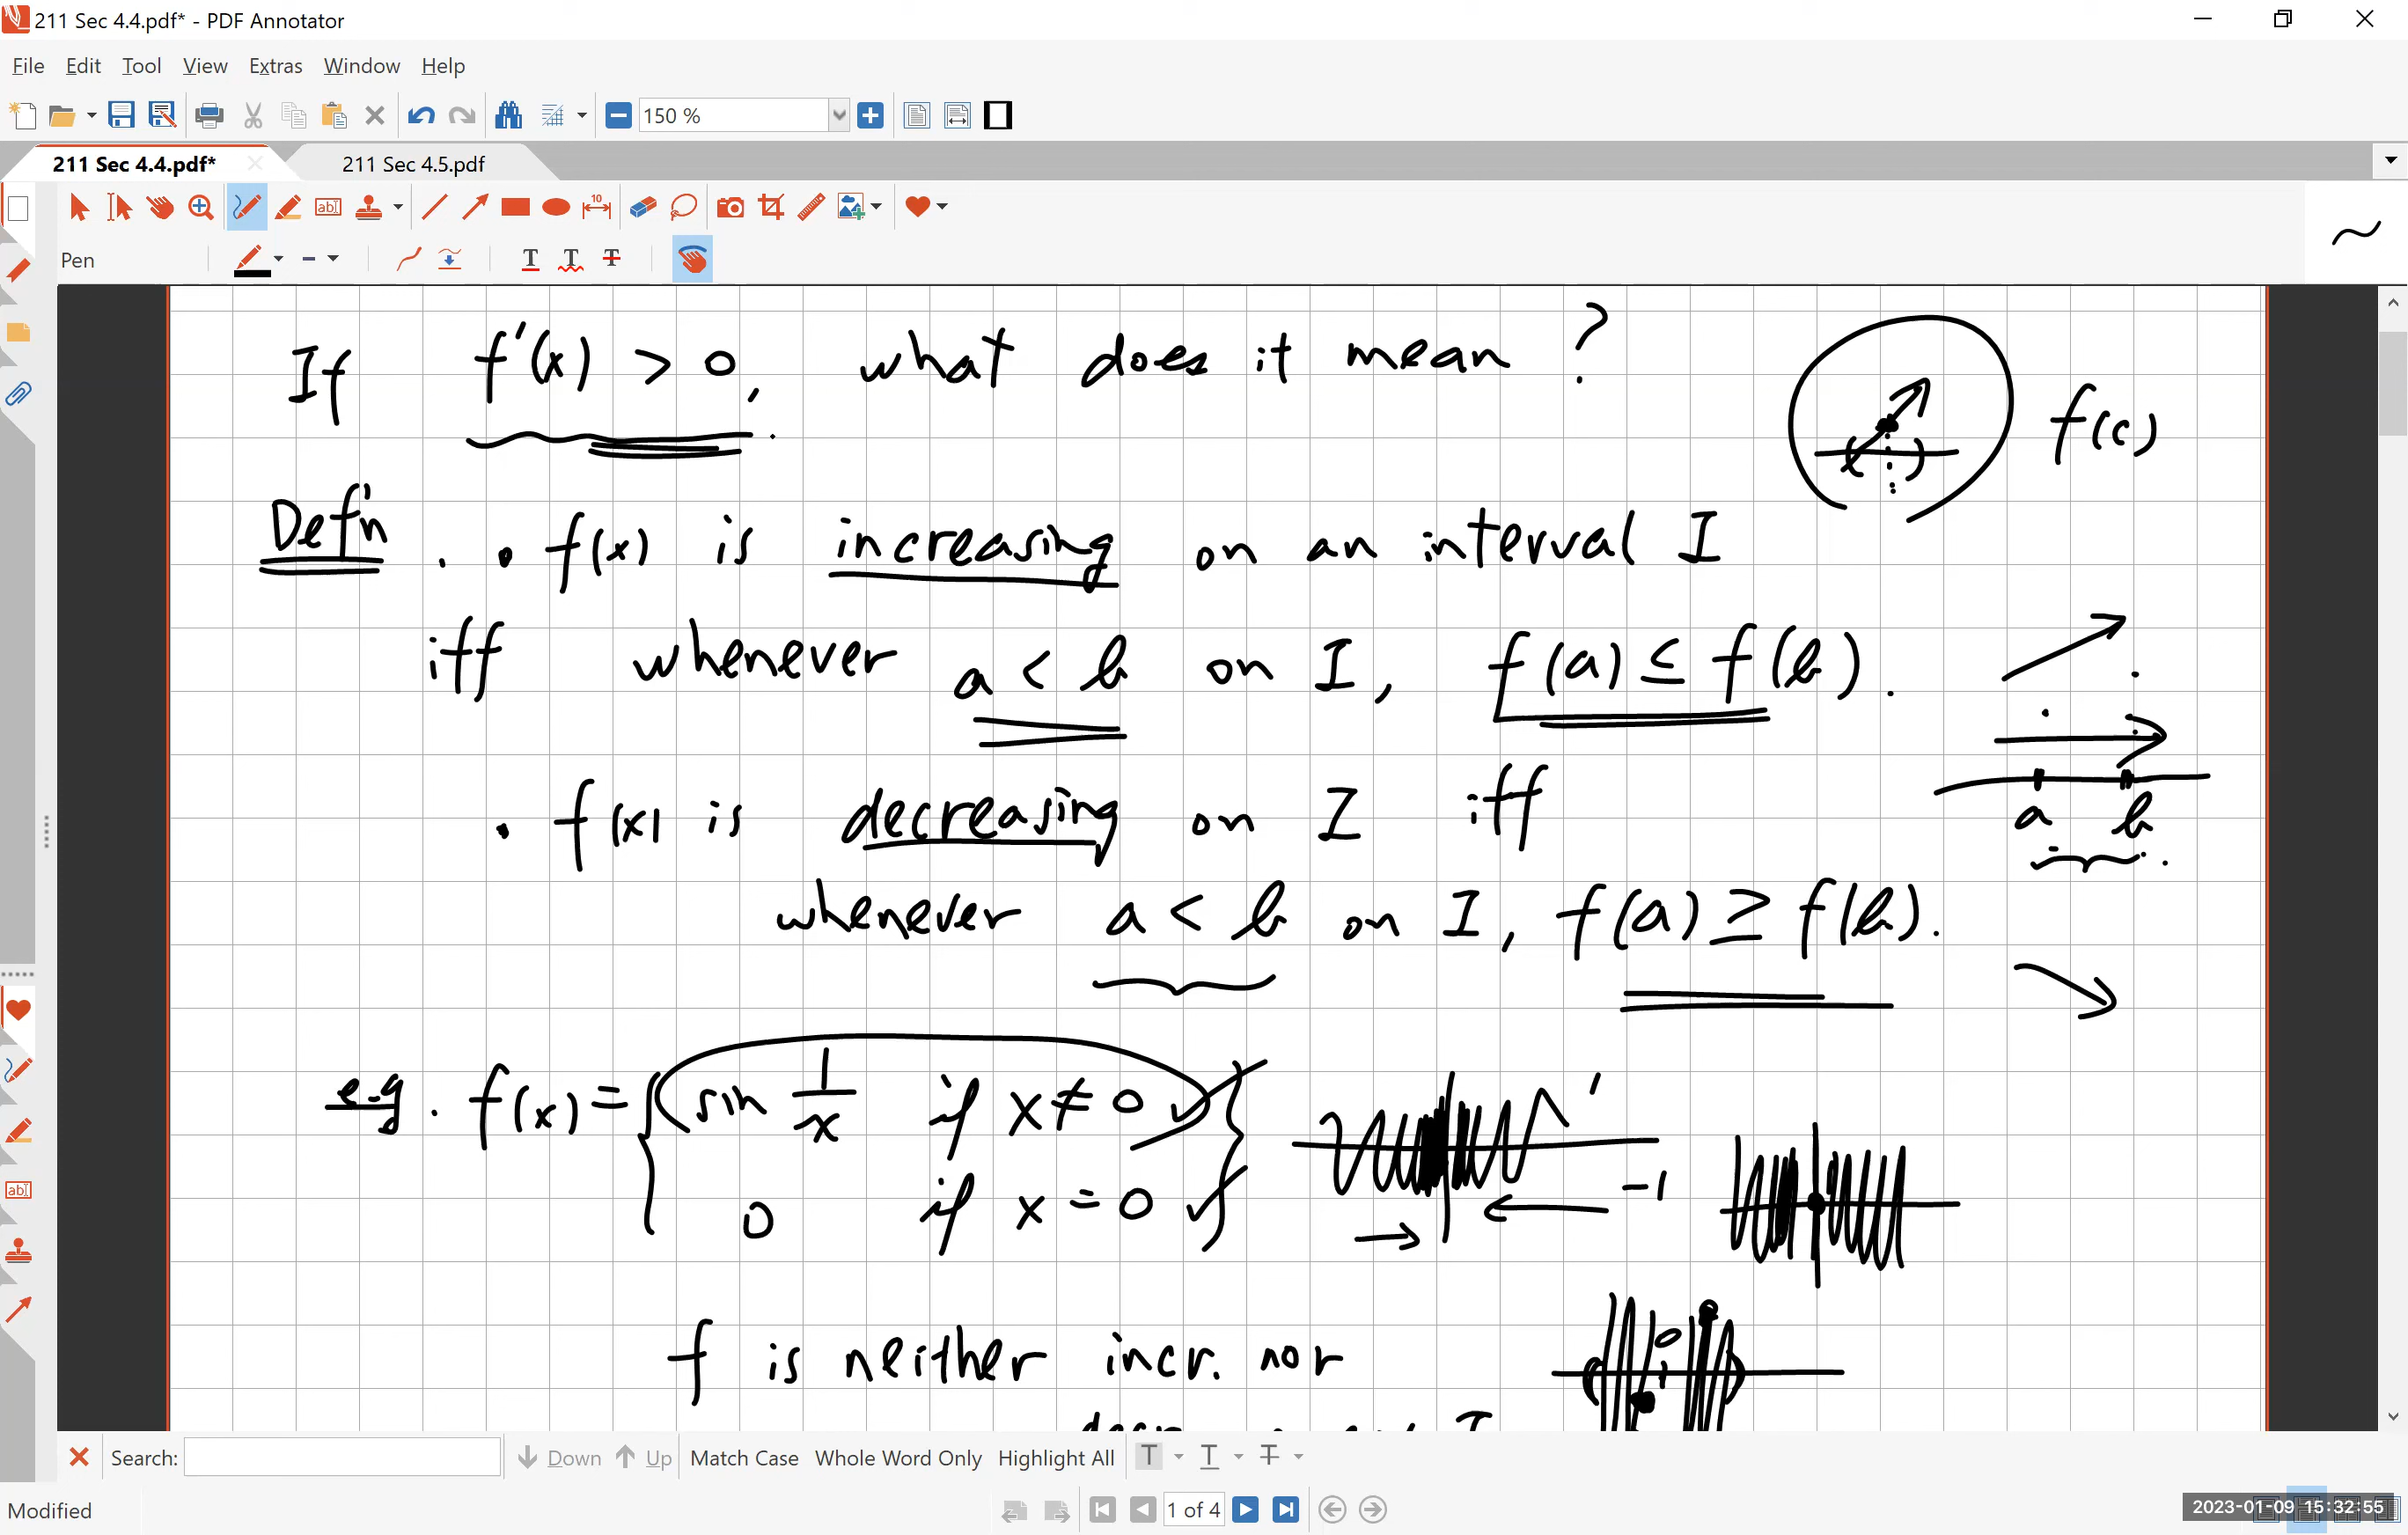 211 Sec 4.4.pdf* - PDF Annotator
File Edit Tool View Extras Window Help
150 %
211 Sec 4.4.pdf* 211 Sec 4.5.pdf
Pen
If f'(x) > 0, what does it mean ?
f(c)
Def'n . • f(x) is increasing on an interval I
iff whenever a < b on I, f(a) ≤ f(b).
a b
• f(x) is decreasing on I iff
whenever a < b on I, f(a) ≥ f(b).
e.g. f(x) = { sin 1/x if x ≠ 0
0 if x = 0
-1
f is neither incr. nor
Search: Down Up Match Case Whole Word Only Highlight All
Modified
1 of 4
2023-01-09 15:32:55